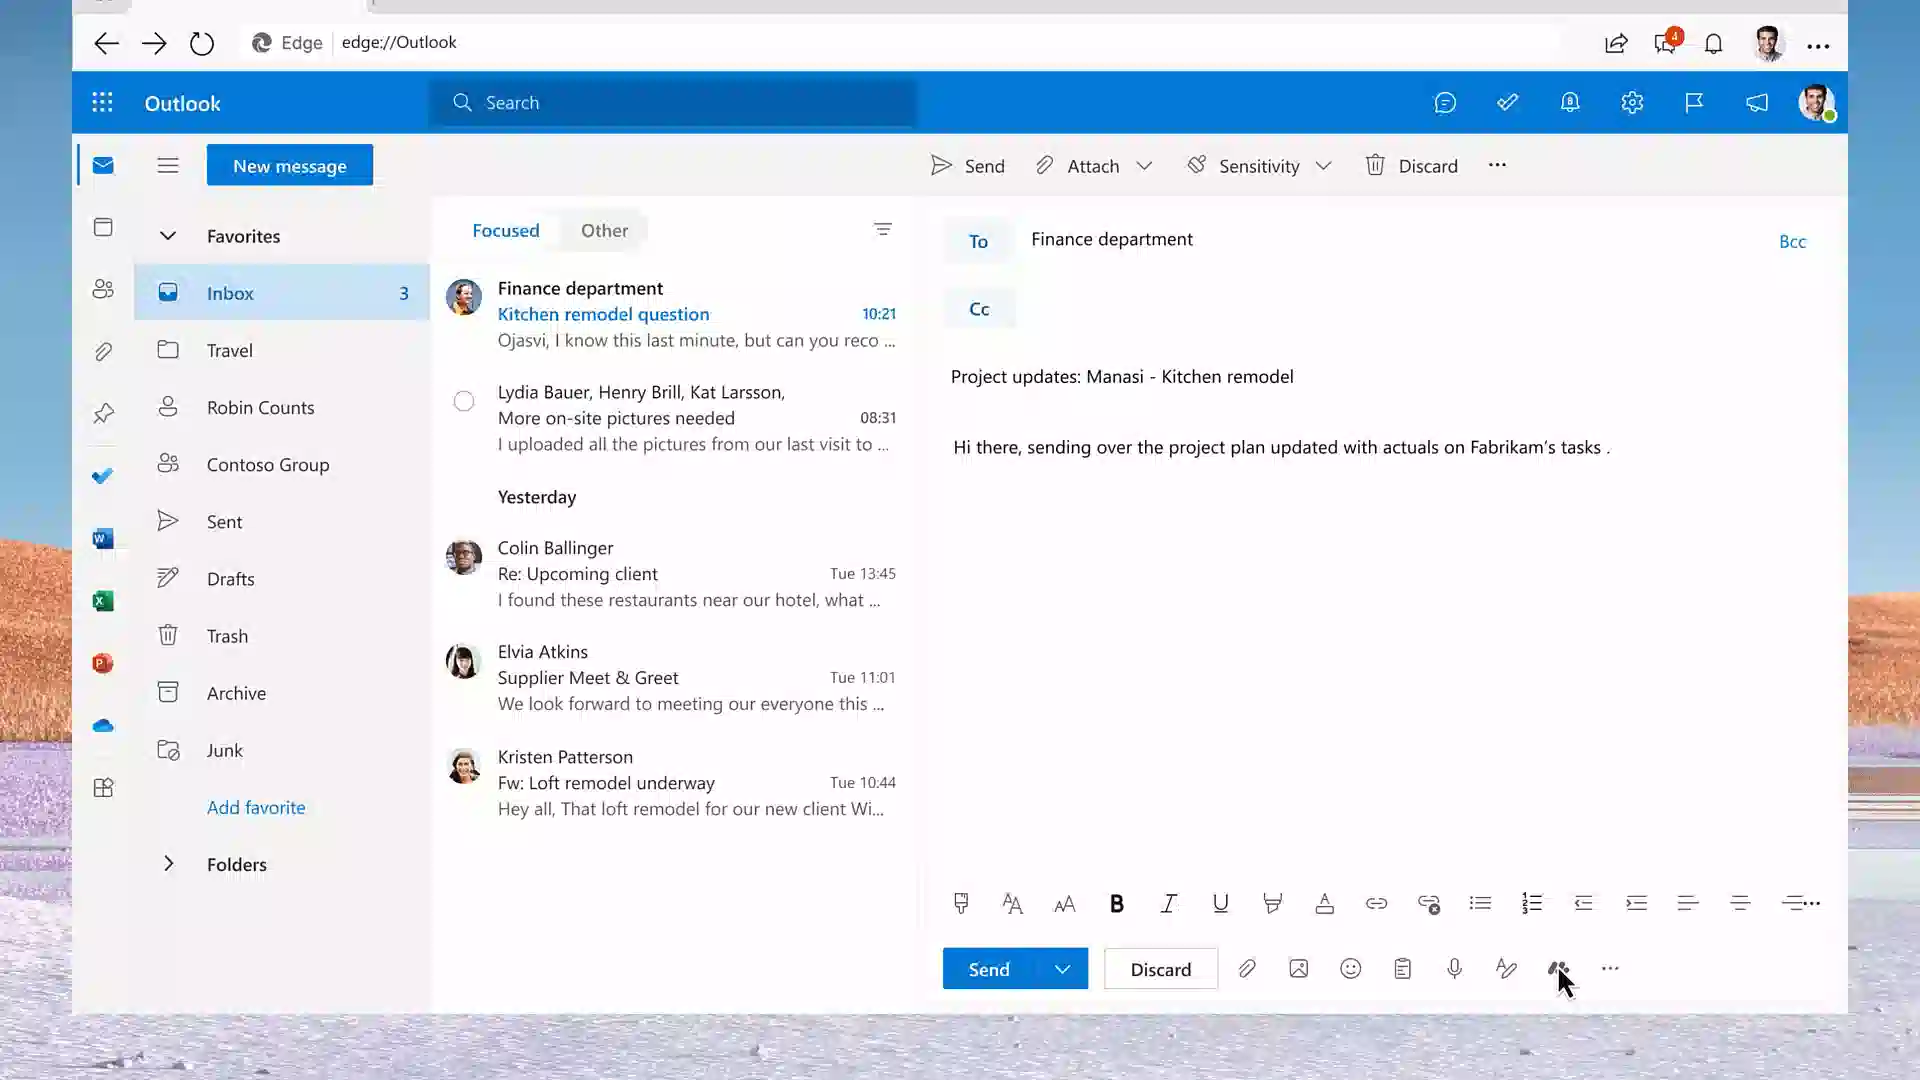 Edge edge://Outlook 4
Outlook Search
New message Send Attach Sensitivity Discard
Favorites
Inbox 3
Travel
Robin Counts
Contoso Group
Sent
Drafts
Trash
Archive
Junk
Add favorite
Folders
Focused Other
Finance department
Kitchen remodel question 10:21
Ojasvi, I know this last minute, but can you reco ...
Lydia Bauer, Henry Brill, Kat Larsson,
More on-site pictures needed 08:31
I uploaded all the pictures from our last visit to ...
Yesterday
Colin Ballinger
Re: Upcoming client Tue 13:45
I found these restaurants near our hotel, what ...
Elvia Atkins
Supplier Meet & Greet Tue 11:01
We look forward to meeting our everyone this ...
Kristen Patterson
Fw: Loft remodel underway Tue 10:44
Hey all, That loft remodel for our new client Wi...
To Finance department Bcc
Cc
Project updates: Manasi - Kitchen remodel
Hi there, sending over the project plan updated with actuals on Fabrikam’s tasks .
Send Discard